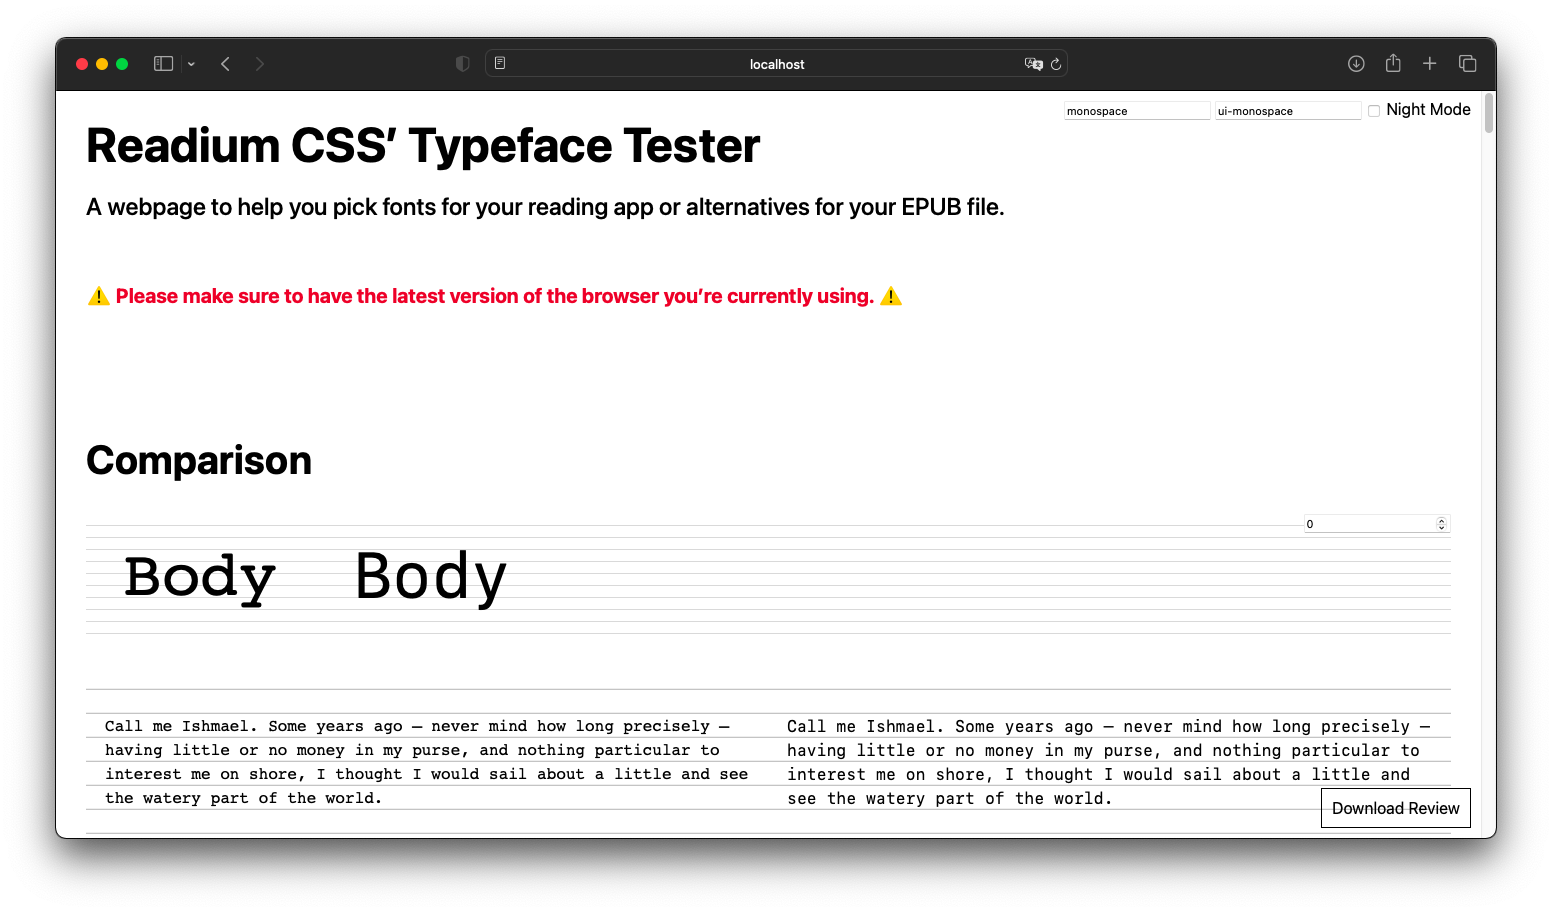 localhost
monospace ui-monospace Night Mode
Readium CSS’ Typeface Tester
A webpage to help you pick fonts for your reading app or alternatives for your EPUB file.
⚠️ Please make sure to have the latest version of the browser you’re currently using. ⚠️
Comparison
0
Body Body
Call me Ishmael. Some years ago — never mind how long precisely —
having little or no money in my purse, and nothing particular to
interest me on shore, I thought I would sail about a little and see
the watery part of the world.
Call me Ishmael. Some years ago — never mind how long precisely —
having little or no money in my purse, and nothing particular to
interest me on shore, I thought I would sail about a little and
see the watery part of the world.
Download Review